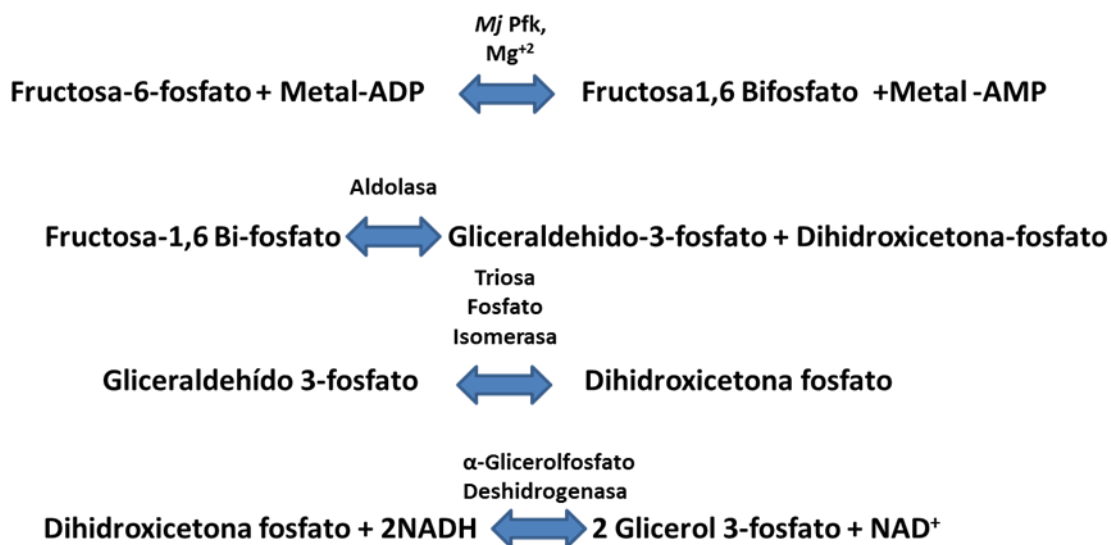 Mj Pfk,
Mg+2
Fructosa-6-fosfato + Metal-ADP Fructosa1,6 Bifosfato +Metal -AMP
Aldolasa
Fructosa-1,6 Bi-fosfato Gliceraldehido-3-fosfato + Dihidroxicetona-fosfato
Triosa
Fosfato
Isomerasa
Gliceraldehído 3-fosfato Dihidroxicetona fosfato
α-Glicerolfosfato
Deshidrogenasa
Dihidroxicetona fosfato + 2NADH 2 Glicerol 3-fosfato + NAD+